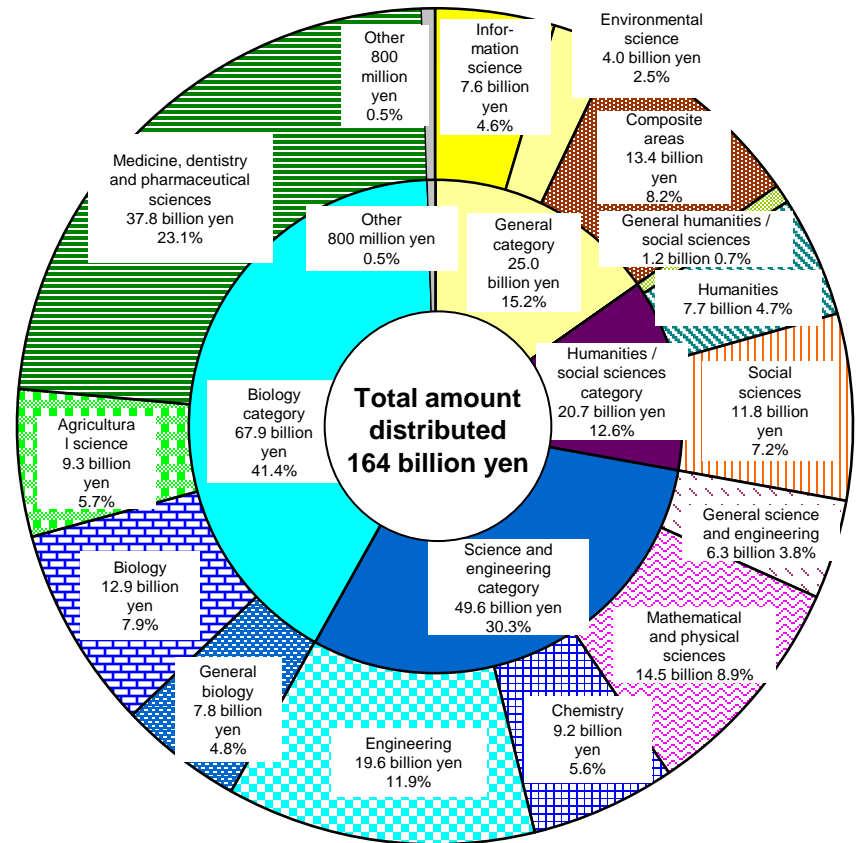 Other
800
million
yen
0.5%
Infor-
mation
science
7.6 billion
yen
4.6%
Environmental
science
4.0 billion yen
2.5%
Composite
areas
13.4 billion
yen
8.2%
General humanities /
social sciences
1.2 billion 0.7%
Humanities
7.7 billion 4.7%
Social
sciences
11.8 billion
yen
7.2%
General science
and engineering
6.3 billion 3.8%
Mathematical
and physical
sciences
14.5 billion 8.9%
Chemistry
9.2 billion
yen
5.6%
Engineering
19.6 billion yen
11.9%
General
biology
7.8 billion
yen
4.8%
Biology
12.9 billion
yen
7.9%
Agricultura
l science
9.3 billion
yen
5.7%
Medicine, dentistry
and pharmaceutical
sciences
37.8 billion yen
23.1%
Other
800 million yen
0.5%
General
category
25.0
billion yen
15.2%
Humanities /
social sciences
category
20.7 billion yen
12.6%
Science and
engineering
category
49.6 billion yen
30.3%
Biology
category
67.9 billion
yen
41.4%
Total amount
distributed
164 billion yen